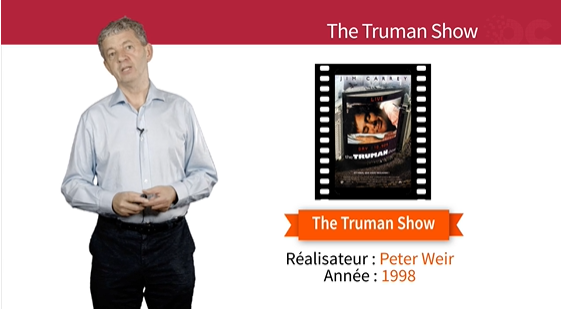 The Truman Show
JIM CARREY
the TRUMAN show
The Truman Show
Réalisateur : Peter Weir
Année : 1998